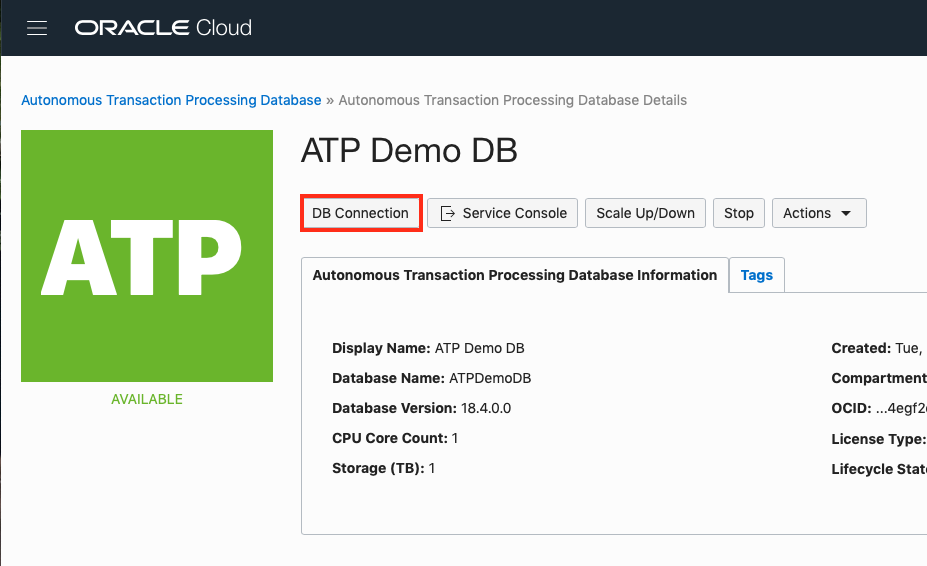 ORACLE Cloud
Autonomous Transaction Processing Database » Autonomous Transaction Processing Database Details
ATP
AVAILABLE
ATP Demo DB
DB Connection Service Console Scale Up/Down Stop Actions
Autonomous Transaction Processing Database Information Tags
Display Name: ATP Demo DB
Database Name: ATPDemoDB
Database Version: 18.4.0.0
CPU Core Count: 1
Storage (TB): 1
Created: Tue,
Compartment
OCID: ...4egf2
License Type:
Lifecycle State